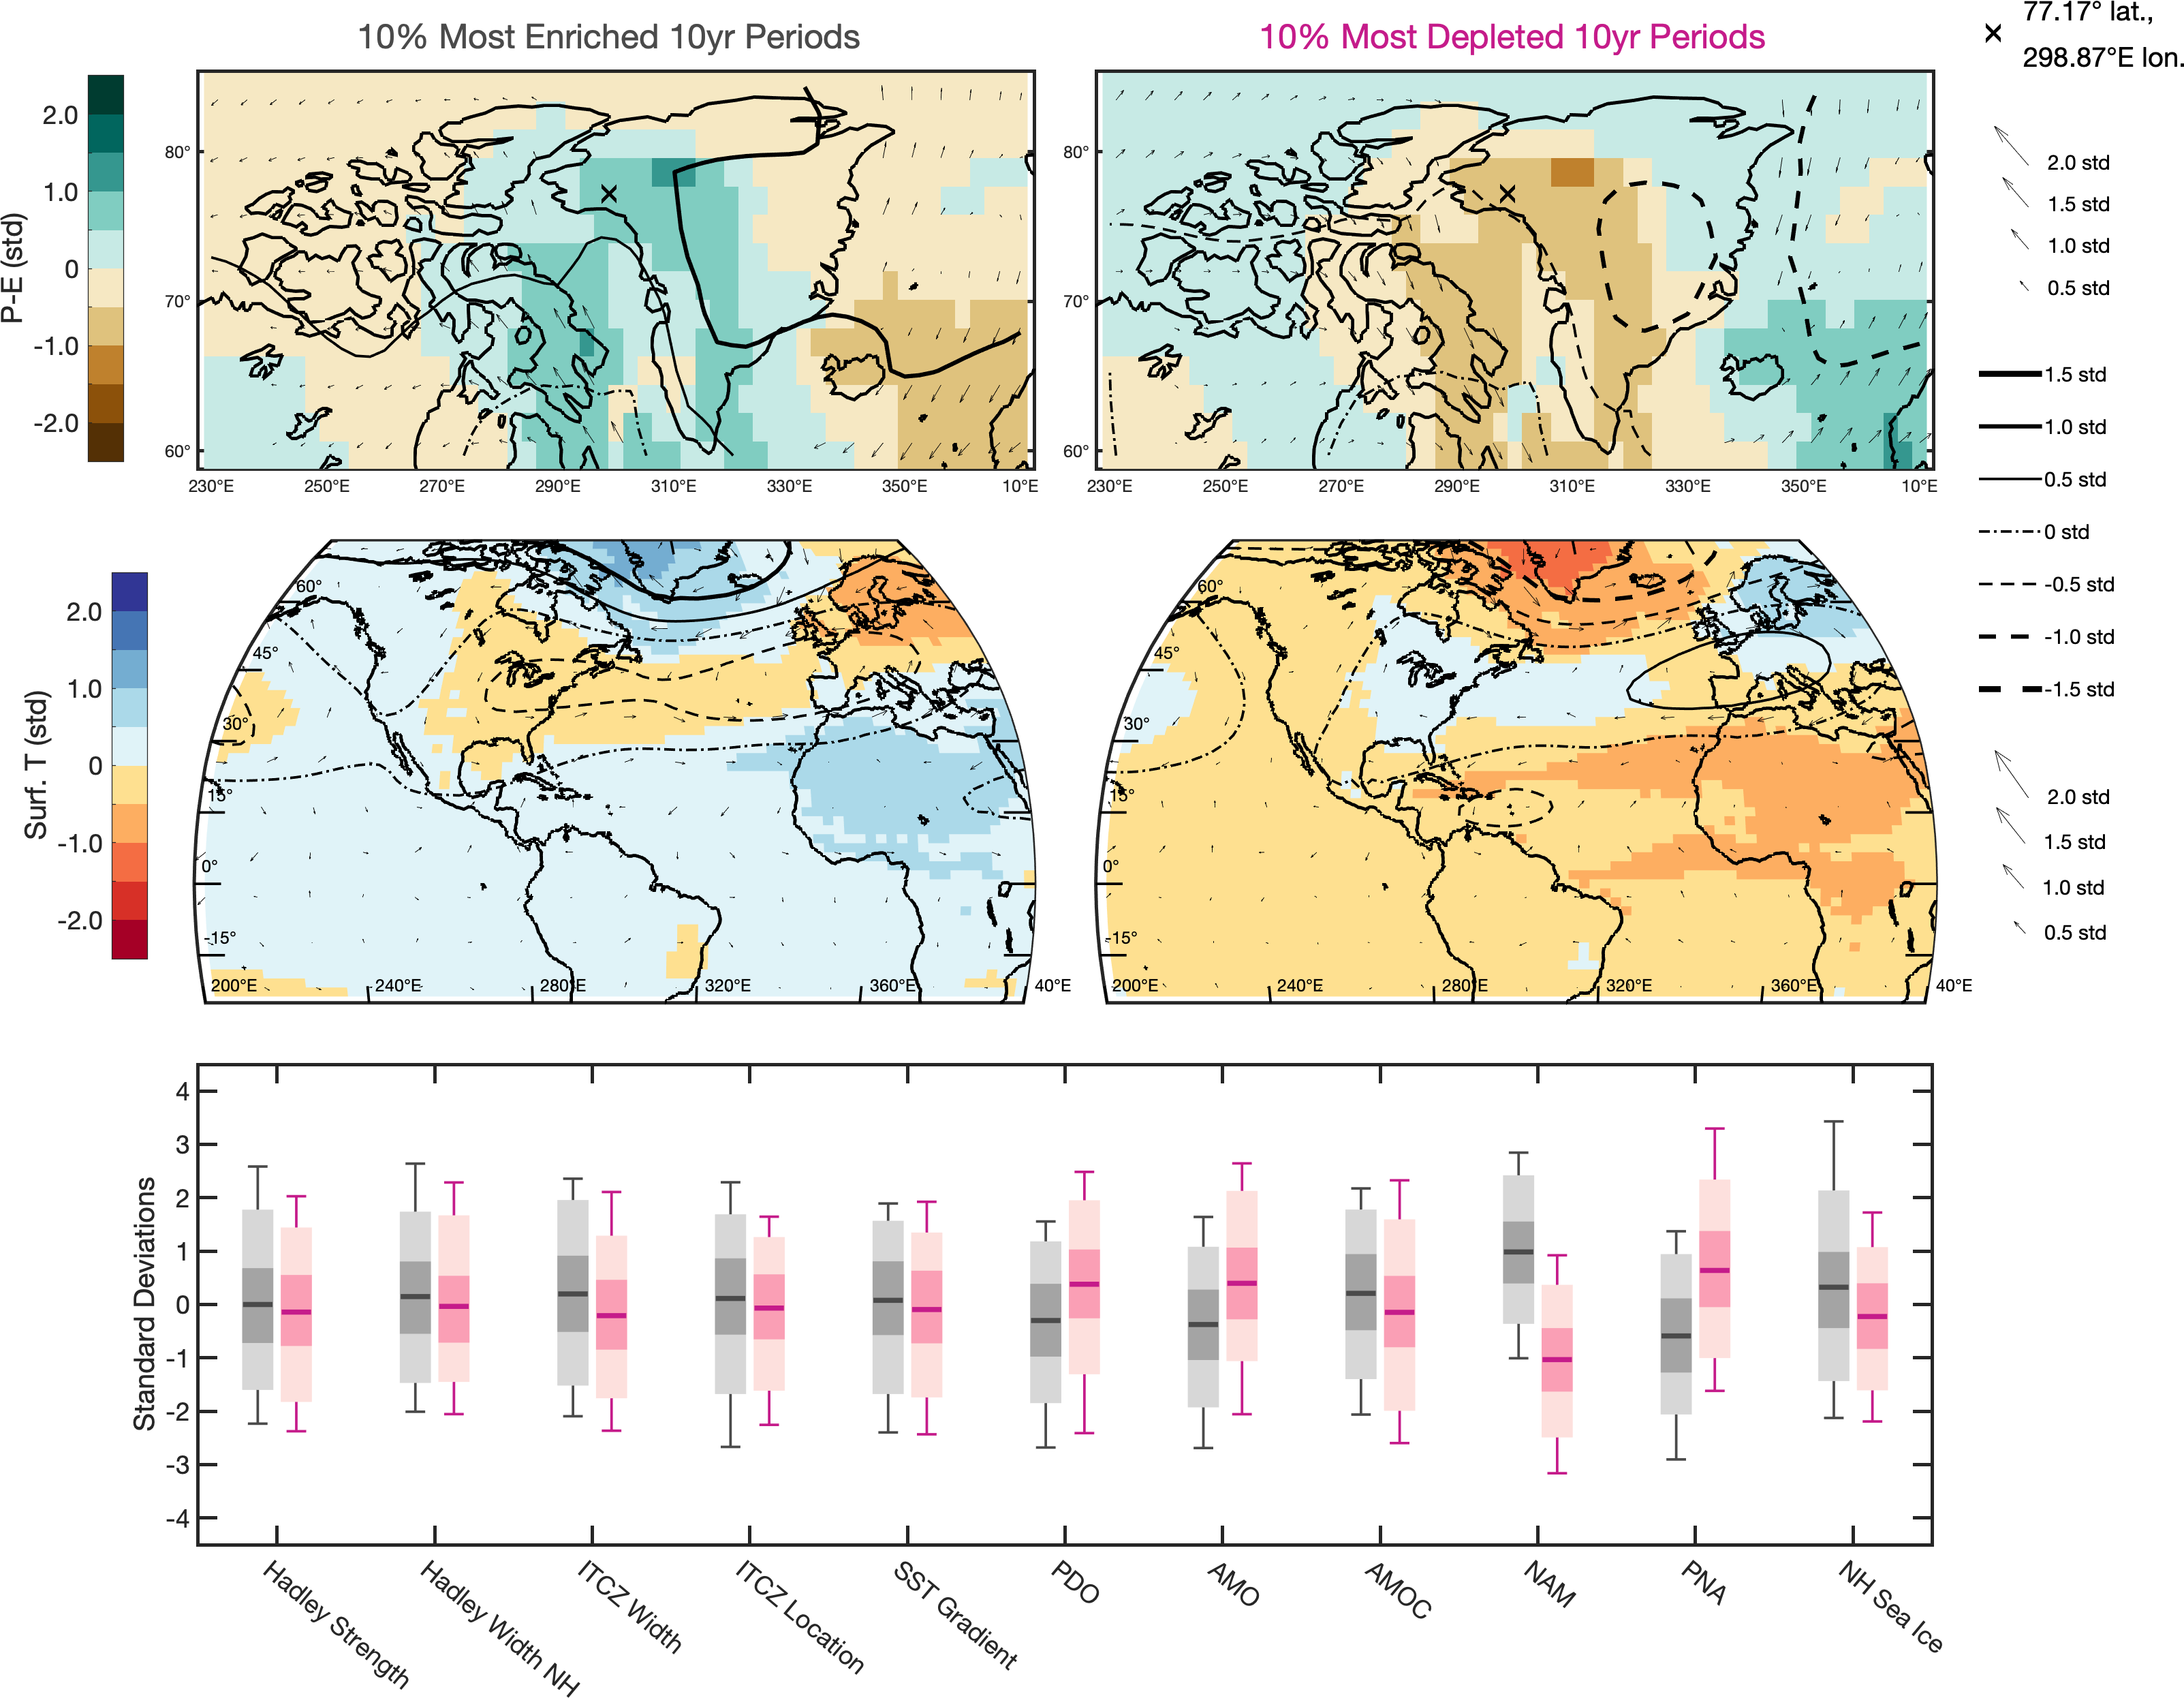 10% Most Enriched 10yr Periods
10% Most Depleted 10yr Periods
77.17° lat.,
298.87°E lon.
P-E (std)
2.0
1.0
0
-1.0
-2.0
80°
70°
60°
230°E 250°E 270°E 290°E 310°E 330°E 350°E 10°E
80°
70°
60°
230°E 250°E 270°E 290°E 310°E 330°E 350°E 10°E
2.0 std
1.5 std
1.0 std
0.5 std
1.5 std
1.0 std
0.5 std
0 std
-0.5 std
-1.0 std
-1.5 std
Surf. T (std)
2.0
1.0
0
-1.0
-2.0
60°
45°
30°
15°
0°
-15°
200°E 240°E 280°E 320°E 360°E 40°E
60°
45°
30°
15°
0°
-15°
200°E 240°E 280°E 320°E 360°E 40°E
2.0 std
1.5 std
1.0 std
0.5 std
Standard Deviations
4
3
2
1
0
-1
-2
-3
-4
Hadley Strength
Hadley Width NH
ITCZ Width
ITCZ Location
SST Gradient
PDO
AMO
AMOC
NAM
PNA
NH Sea Ice